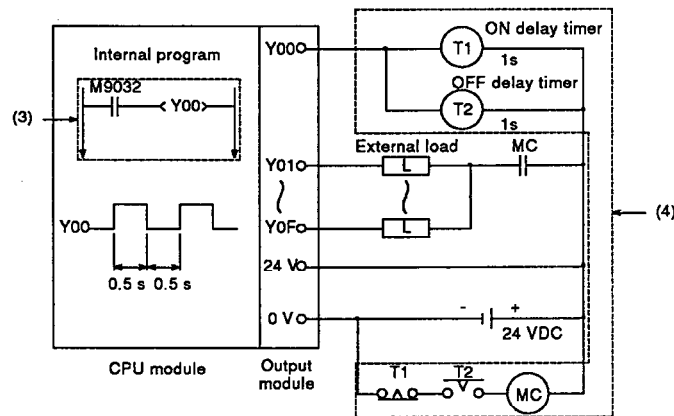 ON delay timer
Internal program
Y00
T1
1s
M9032
Y00
OFF delay timer
(3)
T2
1s
External load
MC
Y01
L
Y00
Y0F
L
(4)
24 V
0.5 s 0.5 s
0 V
- +
24 VDC
CPU module
Output
module
T1
T2
MC